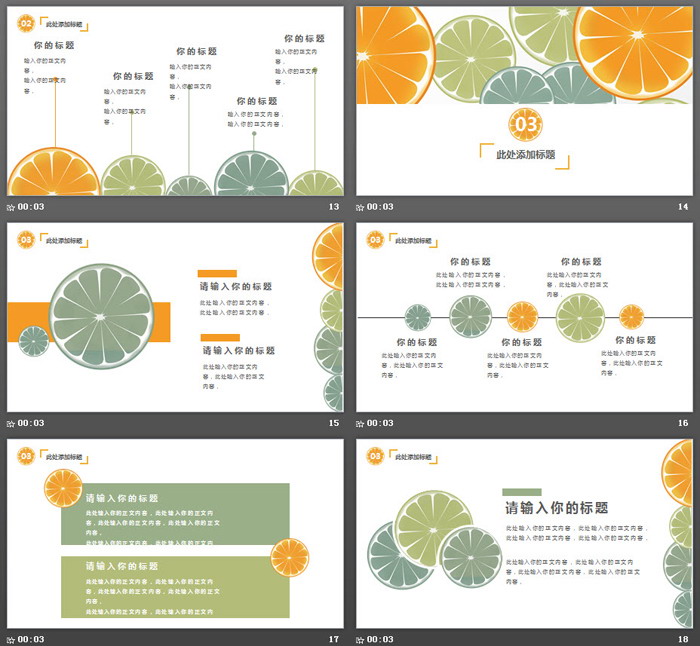 02
此处添加标题
你的标题
输入你的正文内
容，
输入你的正文内
容。
你的标题
输入你的正文内
容，
输入你的正文内
容。
你的标题
输入你的正文内
容，
输入你的正文内
容。
你的标题
输入你的正文内容，
输入你的正文内容。
你的标题
输入你的正文内
容，
输入你的正文内
容。
00:03
13
03
此处添加标题
00:03
14
03
此处添加标题
请输入你的标题
此处输入你的正文内容，
此处输入你的正文内容。
请输入你的标题
此处输入你的正文内
容，此处输入你的正文
内容。
00:03
15
03
此处添加标题
你的标题
此处输入你的正文内
容，此处输入你的正文
内容。
你的标题
此处输入你的正文内容，
此处输入你的正文内容。
你的标题
此处输入你的正文内
容，此处输入你的正文
内容。
你的标题
此处输入你的正文内
容；此处输入你的正文
内容。
你的标题
此处输入你的正文内
容，此处输入你的正文
内容。
00:03
16
03
此处添加标题
请输入你的标题
此处输入你的正文内容，此处输入你的正文内
容，此处输入你的正文内容，此处输入你的正文
内容。
此处输入你的正文内容，此处输入你的正文内
请输入你的标题
此处输入你的正文内容，此处输入你的正文内
容，此处输入你的正文内容，此处输入你的正文
内容。
此处输入你的正文内容，此处输入你的正文内
00:03
17
03
此处添加标题
请输入你的标题
此处输入你的正文内容，此处输入你的正文内容，
此处输入你的正文内容，此处输入你的正文内容。
此处输入你的正文内容，此处输入你的正文内
容，此处输入你的正文内容，此处输入你的正文
内容。
00:03
18